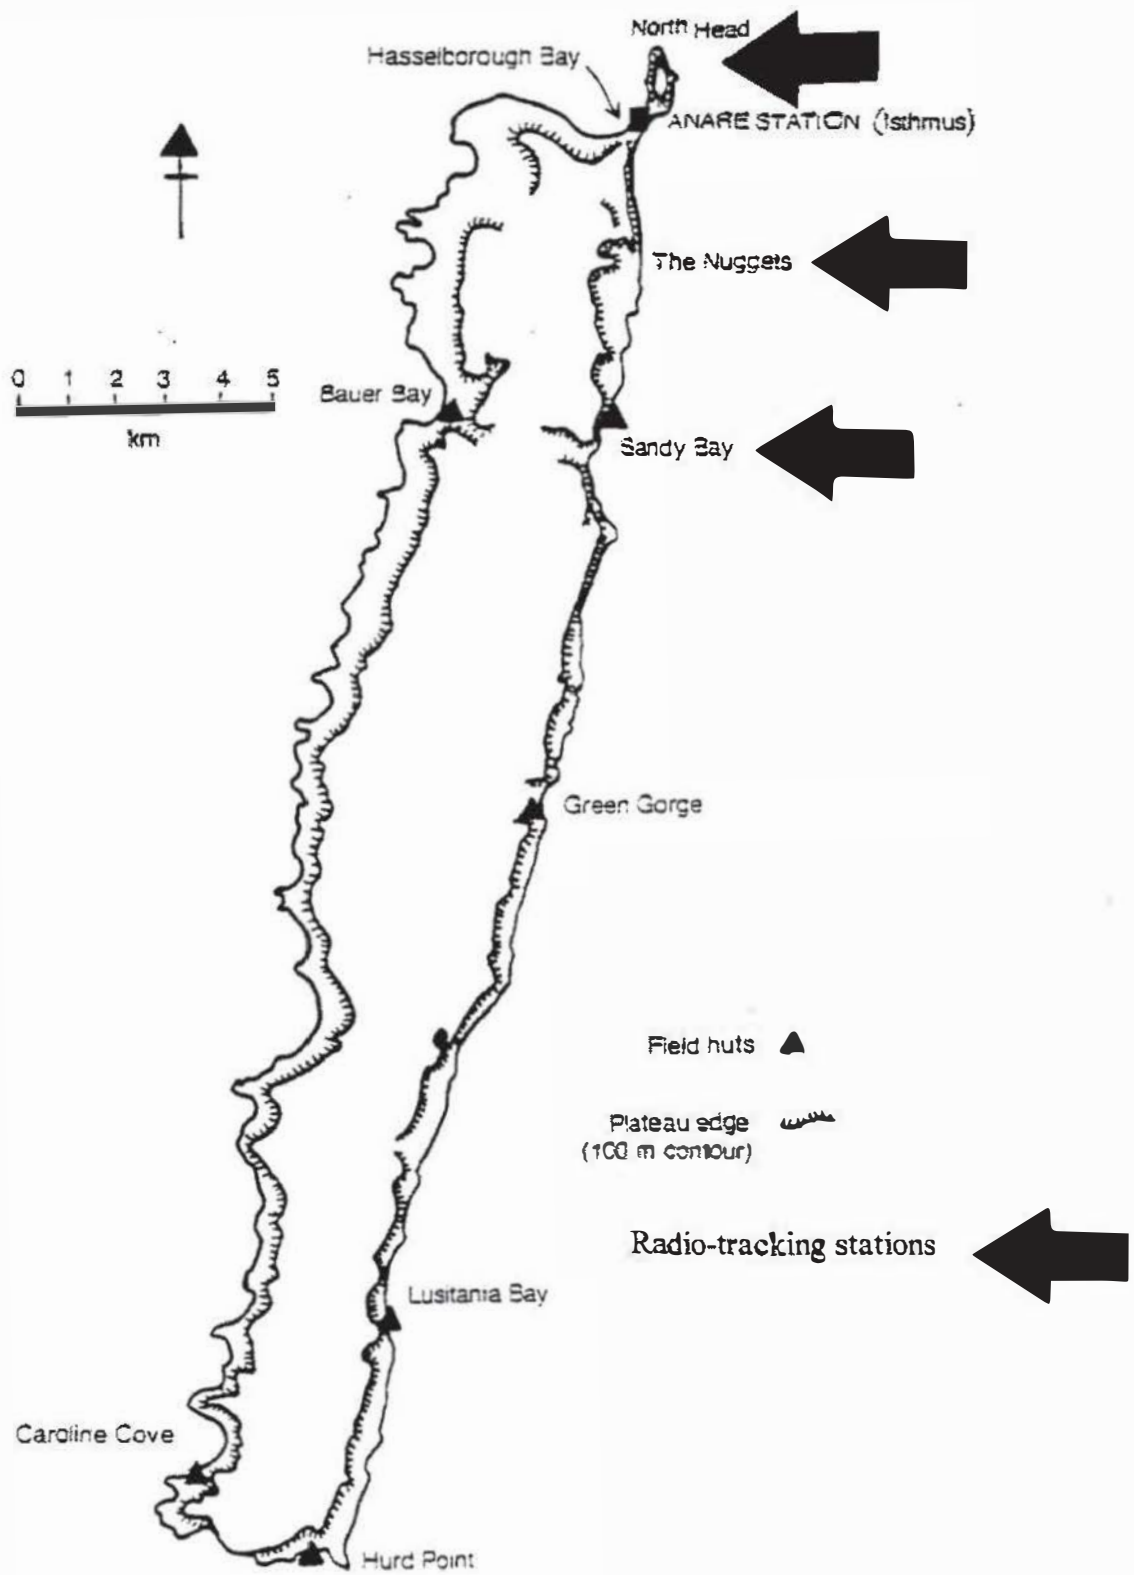 North Head
Hasselborough Bay
ANARE STATION (Isthmus)
The Nuggets
0 1 2 3 4 5
km
Bauer Bay
Sandy Bay
Green Gorge
Field huts
Plateau edge
(100 m contour)
Radio-tracking stations
Lusitania Bay
Caroline Cove
Hurd Point